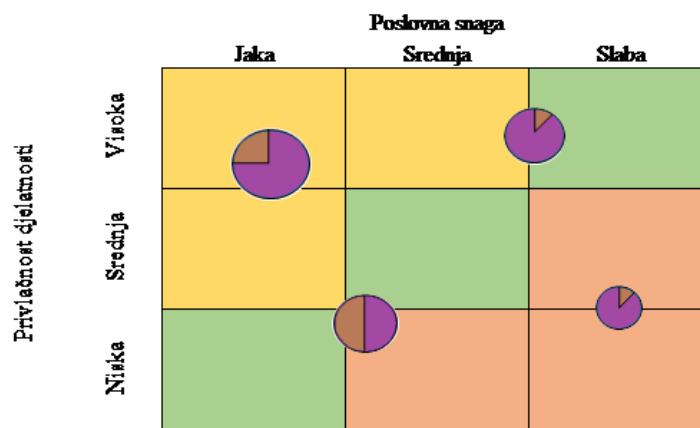 Poslovna snaga
Jaka Srednja Slaba
Privlačnost djelatnosti
Visoka
Srednja
Niska